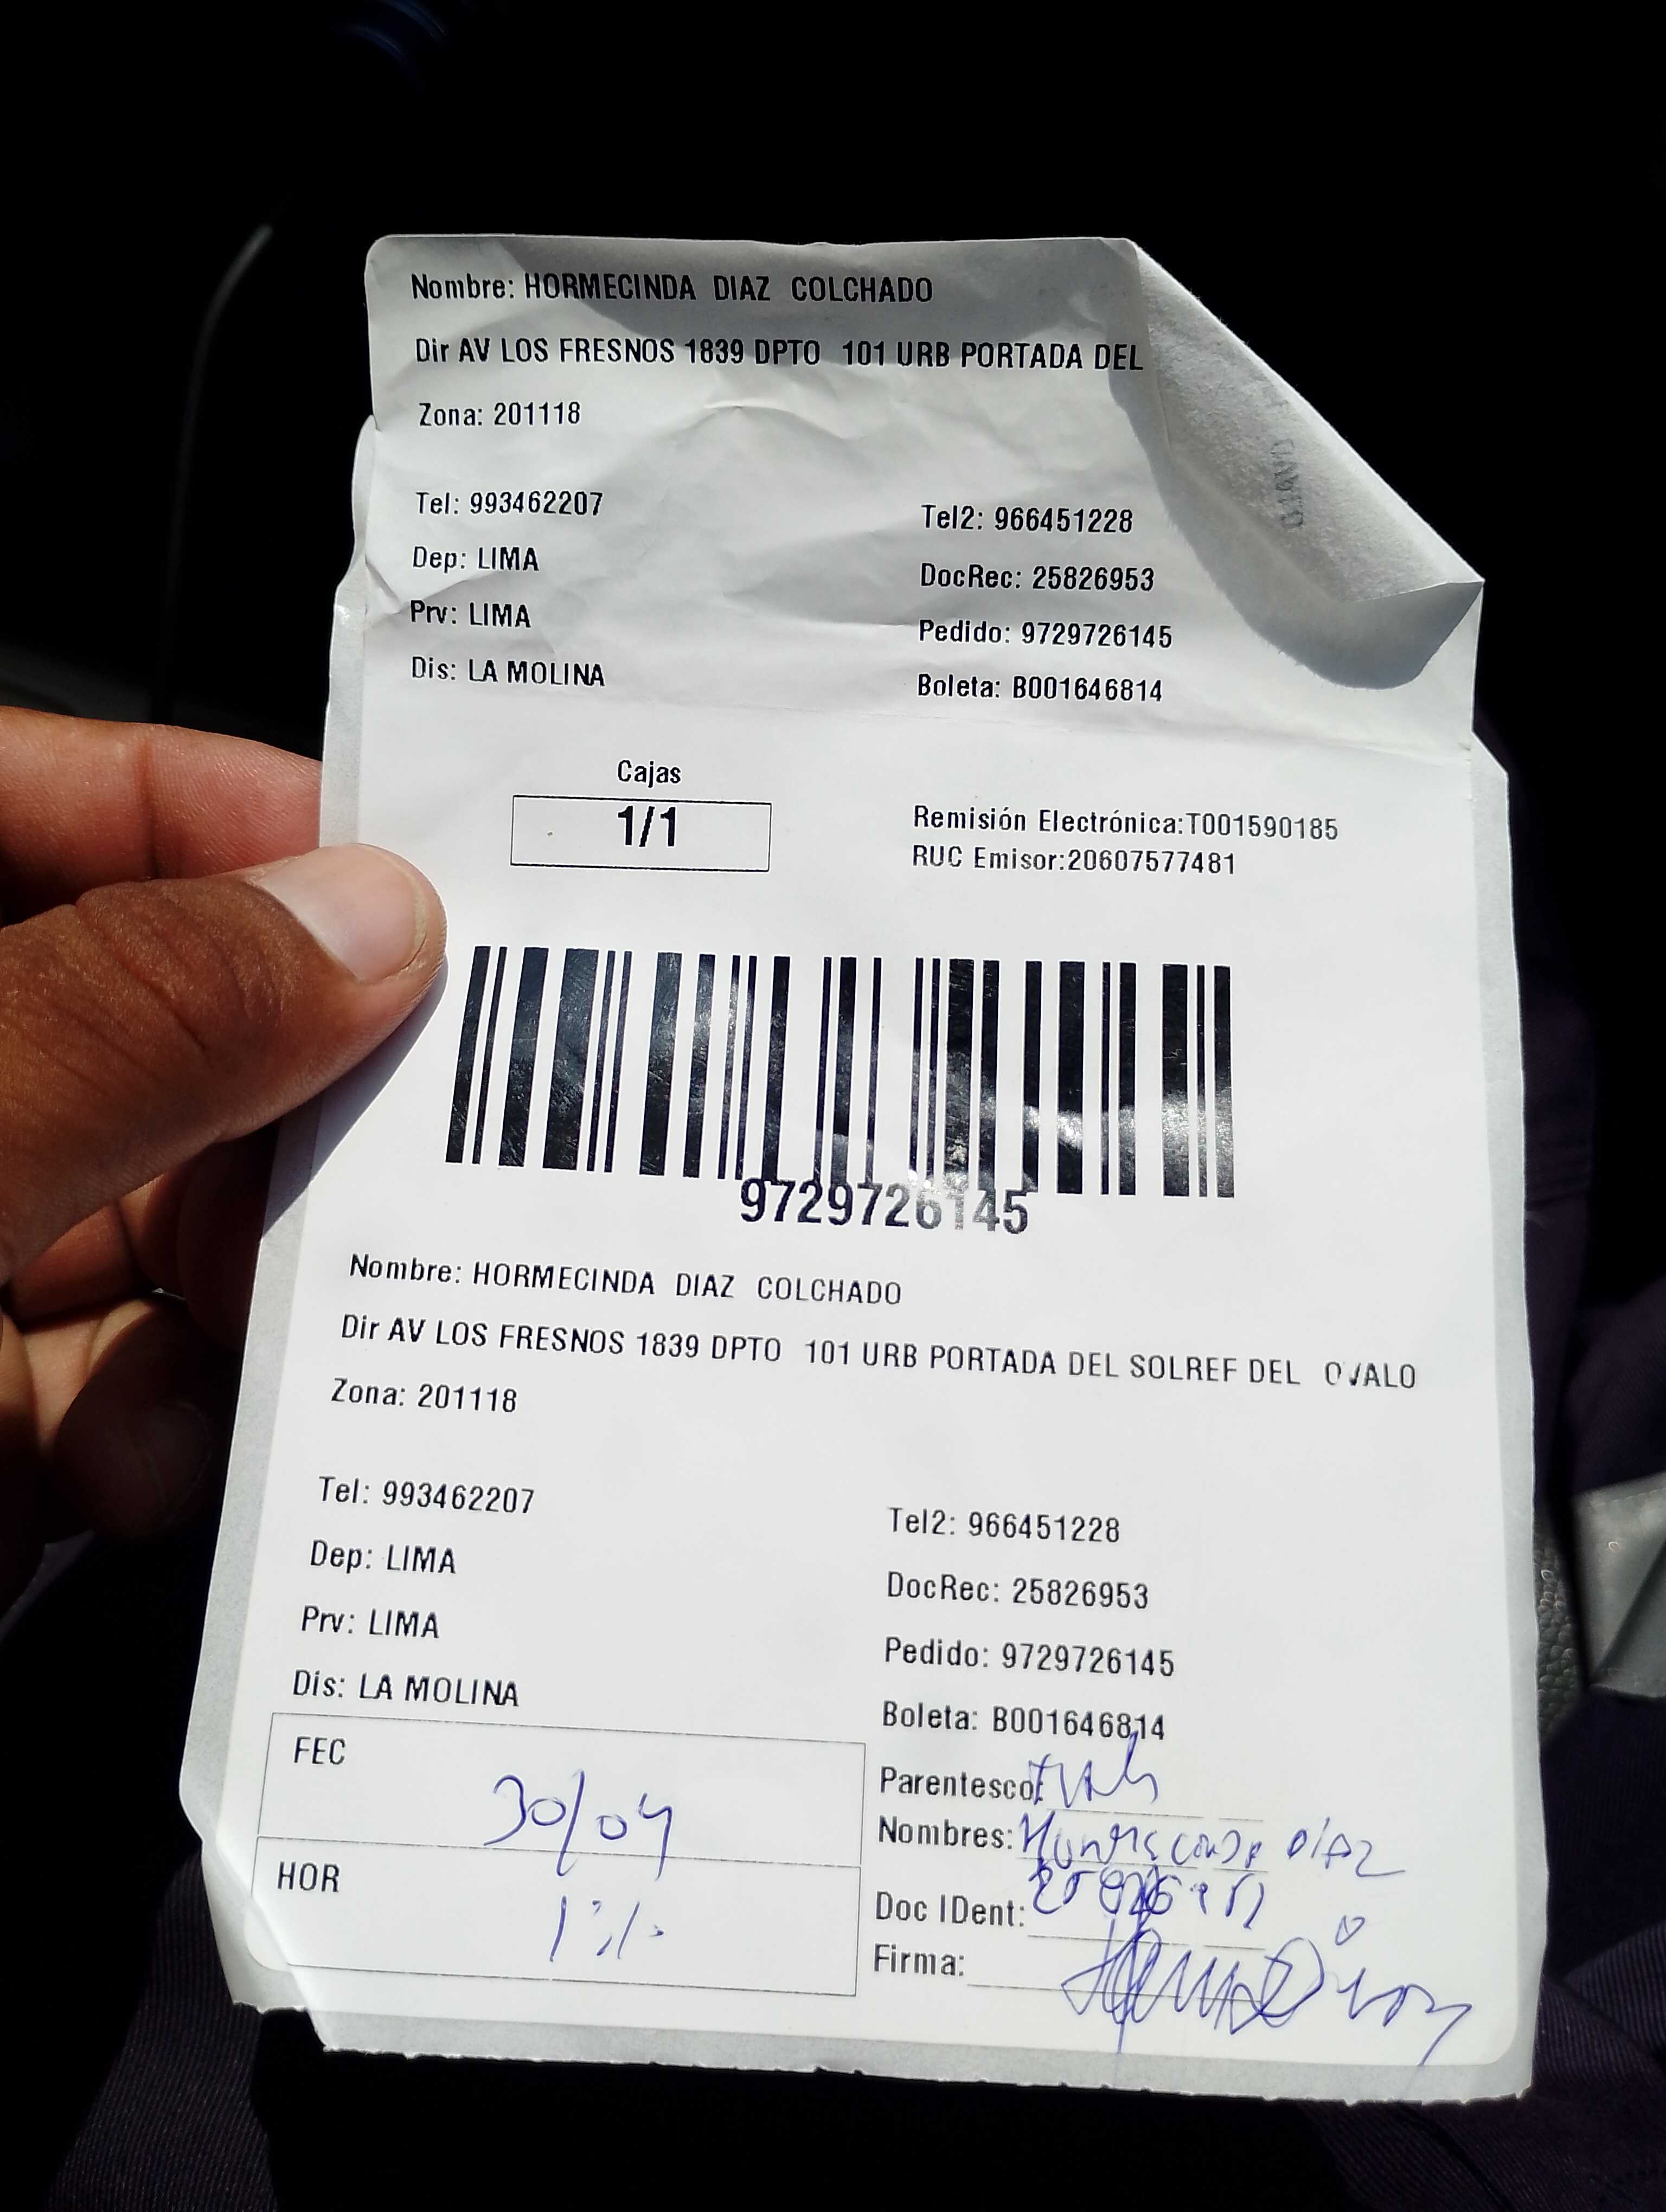 Nombre: HORMECINDA DIAZ COLCHADO
Dir AV LOS FRESNOS 1839 DPTO 101 URB PORTADA DEL
Zona: 201118
Tel: 993462207 Tel2: 966451228
Dep: LIMA DocRec: 25826953
Prv: LIMA Pedido: 9729726145
Dis: LA MOLINA Boleta: B001646814
Cajas
1/1
Remisión Electrónica:T001590185
RUC Emisor:20607577481
9729726145
Nombre: HORMECINDA DIAZ COLCHADO
Dir AV LOS FRESNOS 1839 DPTO 101 URB PORTADA DEL SOLREF DEL OVALO
Zona: 201118
Tel: 993462207 Tel2: 966451228
Dep: LIMA DocRec: 25826953
Prv: LIMA Pedido: 9729726145
Dis: LA MOLINA Boleta: B001646814
FEC 30/04
Parentesco:
Nombres: DIAZ
HOR
Doc IDent:
Firma: